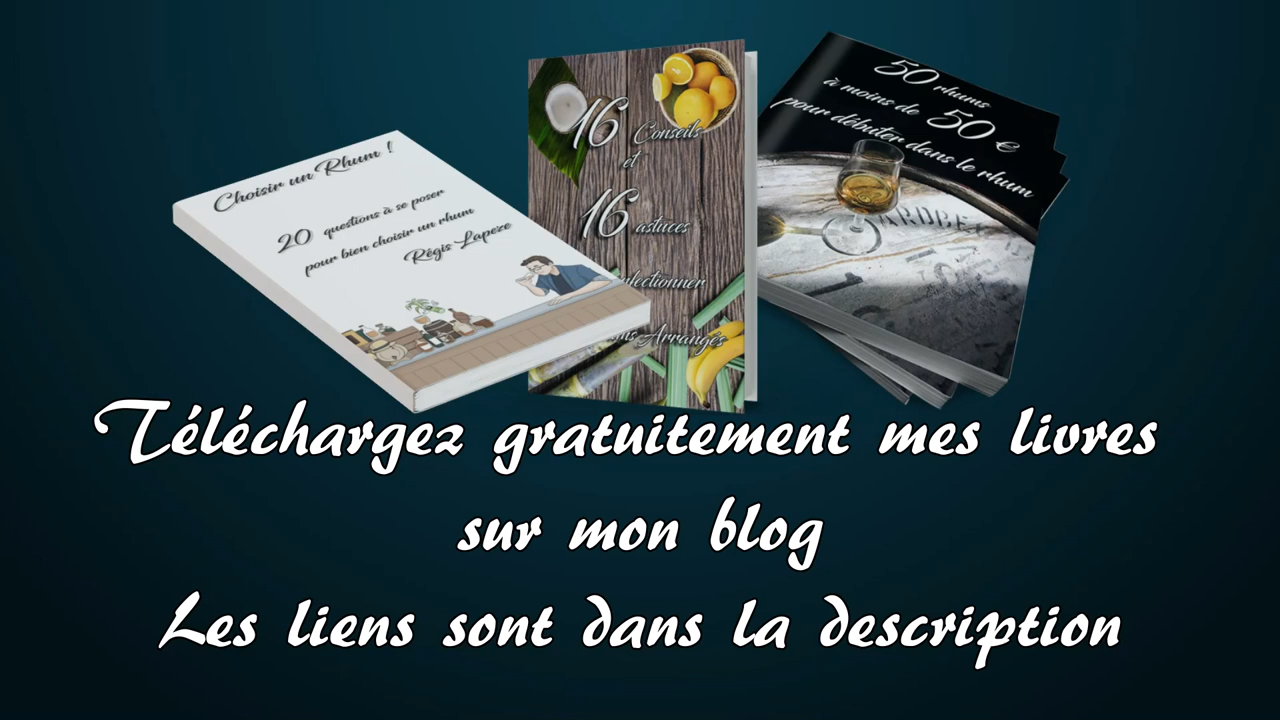 Choisir un Rhum !
20 questions à se poser
pour bien choisir un rhum
Régis Lapeze
16 Conseils
et
16 astuces
Arrangés
50 rhums
à moins de 50 €
pour débuter dans le rhum
Téléchargez gratuitement mes livres
sur mon blog
Les liens sont dans la description